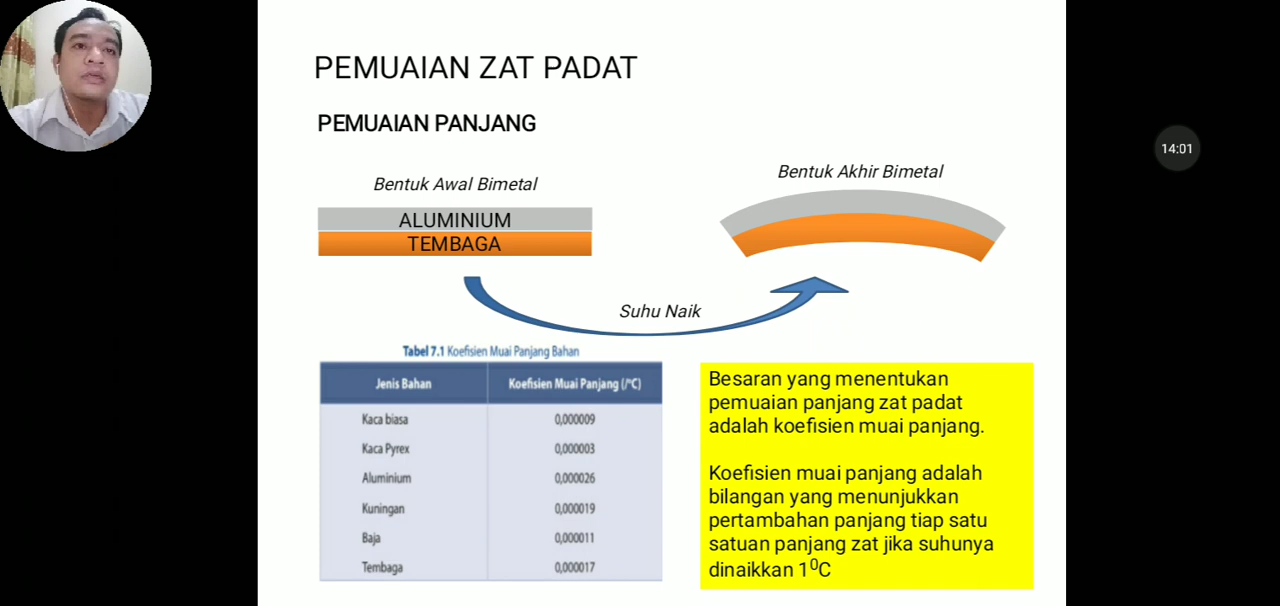 PEMUAIAN ZAT PADAT
PEMUAIAN PANJANG
14:01
Bentuk Awal Bimetal
Bentuk Akhir Bimetal
ALUMINIUM
TEMBAGA
Suhu Naik
Tabel 7.1 Koefisien Muai Panjang Bahan
Jenis Bahan Koefisien Muai Panjang (/°C)
Kaca biasa 0,000009
Kaca Pyrex 0,000003
Aluminium 0,000026
Kuningan 0,000019
Baja 0,000011
Tembaga 0,000017
Besaran yang menentukan
pemuaian panjang zat padat
adalah koefisien muai panjang.
Koefisien muai panjang adalah
bilangan yang menunjukkan
pertambahan panjang tiap satu
satuan panjang zat jika suhunya
dinaikkan 1⁰C